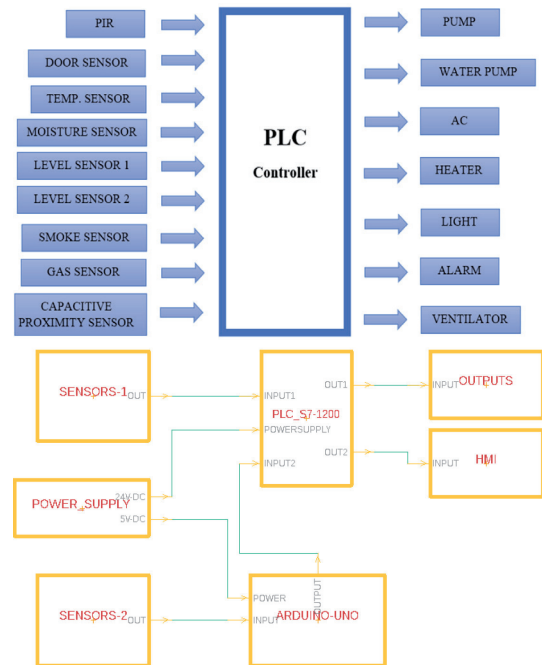 PIR
DOOR SENSOR
TEMP. SENSOR
MOISTURE SENSOR
LEVEL SENSOR 1
LEVEL SENSOR 2
SMOKE SENSOR
GAS SENSOR
CAPACITIVE
PROXIMITY SENSOR
PLC
Controller
PUMP
WATER PUMP
AC
HEATER
LIGHT
ALARM
VENTILATOR
SENSORS-1
OUT
INPUT1
PLC_S7-1200
POWERSUPPLY
INPUT2
OUT1
OUT2
INPUT
OUTPUTS
INPUT
HMI
POWER_SUPPLY
24V-DC
5V-DC
SENSORS-2
OUT
POWER
INPUT
ARDUINO-UNO
OUTPUT